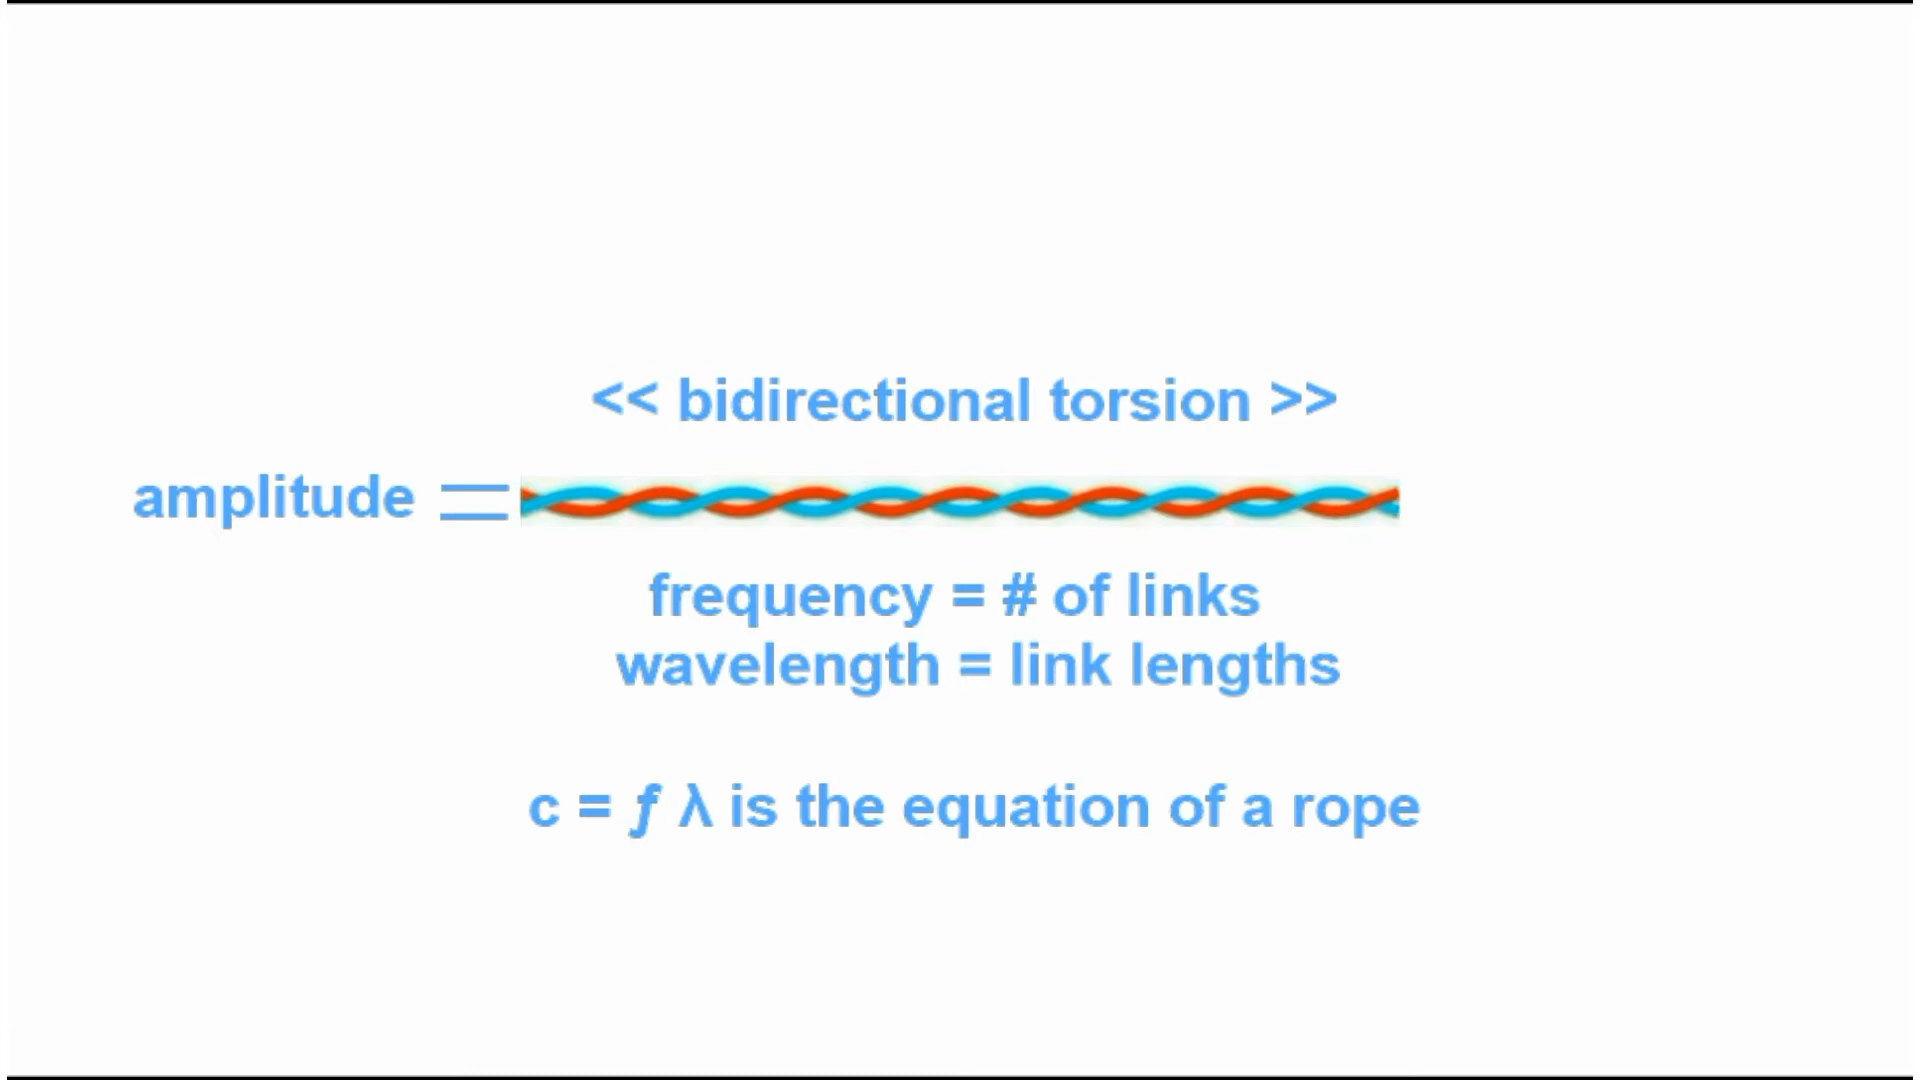 << bidirectional torsion >>
amplitude
frequency = # of links
wavelength = link lengths
c = ƒ λ is the equation of a rope